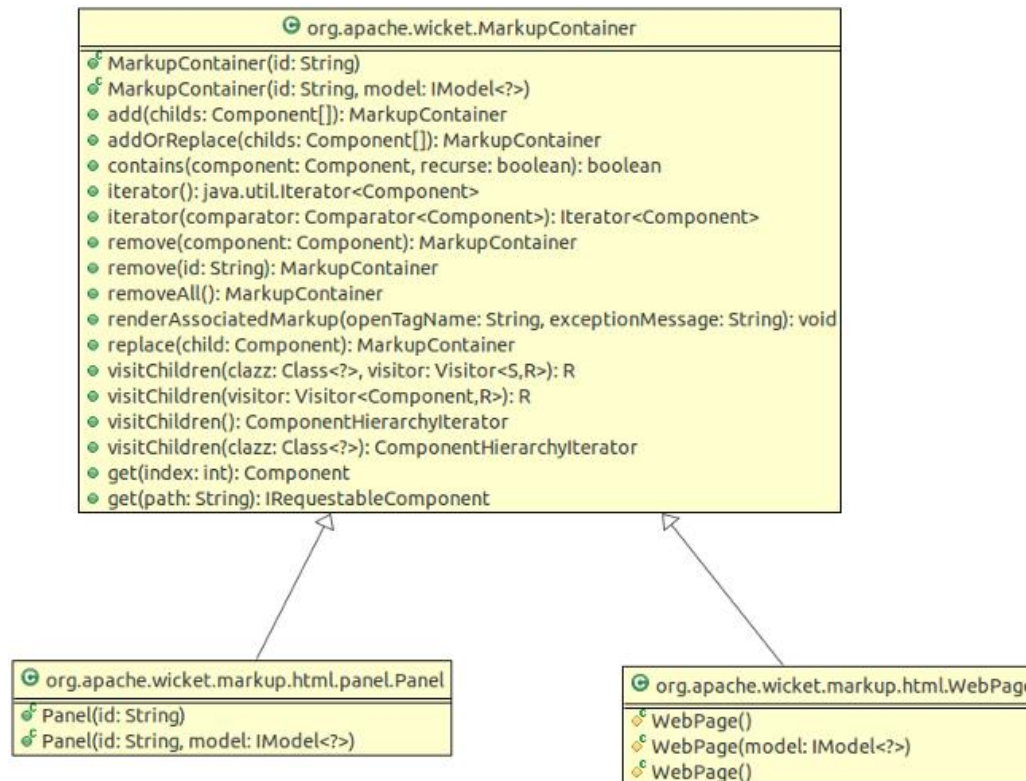 org.apache.wicket.MarkupContainer
MarkupContainer(id: String)
MarkupContainer(id: String, model: IModel<?>)
add(childs: Component[]): MarkupContainer
addOrReplace(childs: Component[]): MarkupContainer
contains(component: Component, recurse: boolean): boolean
iterator(): java.util.Iterator<Component>
iterator(comparator: Comparator<Component>): Iterator<Component>
remove(component: Component): MarkupContainer
remove(id: String): MarkupContainer
removeAll(): MarkupContainer
renderAssociatedMarkup(openTagName: String, exceptionMessage: String): void
replace(child: Component): MarkupContainer
visitChildren(clazz: Class<?>, visitor: Visitor<S,R>): R
visitChildren(visitor: Visitor<Component,R>): R
visitChildren(): ComponentHierarchyIterator
visitChildren(clazz: Class<?>): ComponentHierarchyIterator
get(index: int): Component
get(path: String): IRequestableComponent
org.apache.wicket.markup.html.panel.Panel
Panel(id: String)
Panel(id: String, model: IModel<?>)
org.apache.wicket.markup.html.WebPage
WebPage()
WebPage(model: IModel<?>)
WebPage()